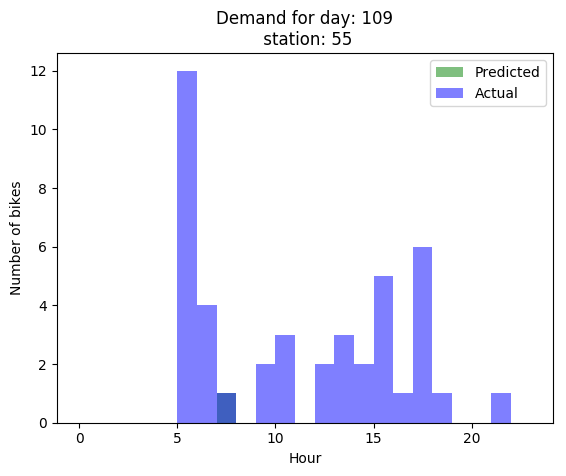 Demand for day: 109
station: 55
Predicted
Actual
12
10
8
6
4
2
0
Number of bikes
0 5 10 15 20
Hour